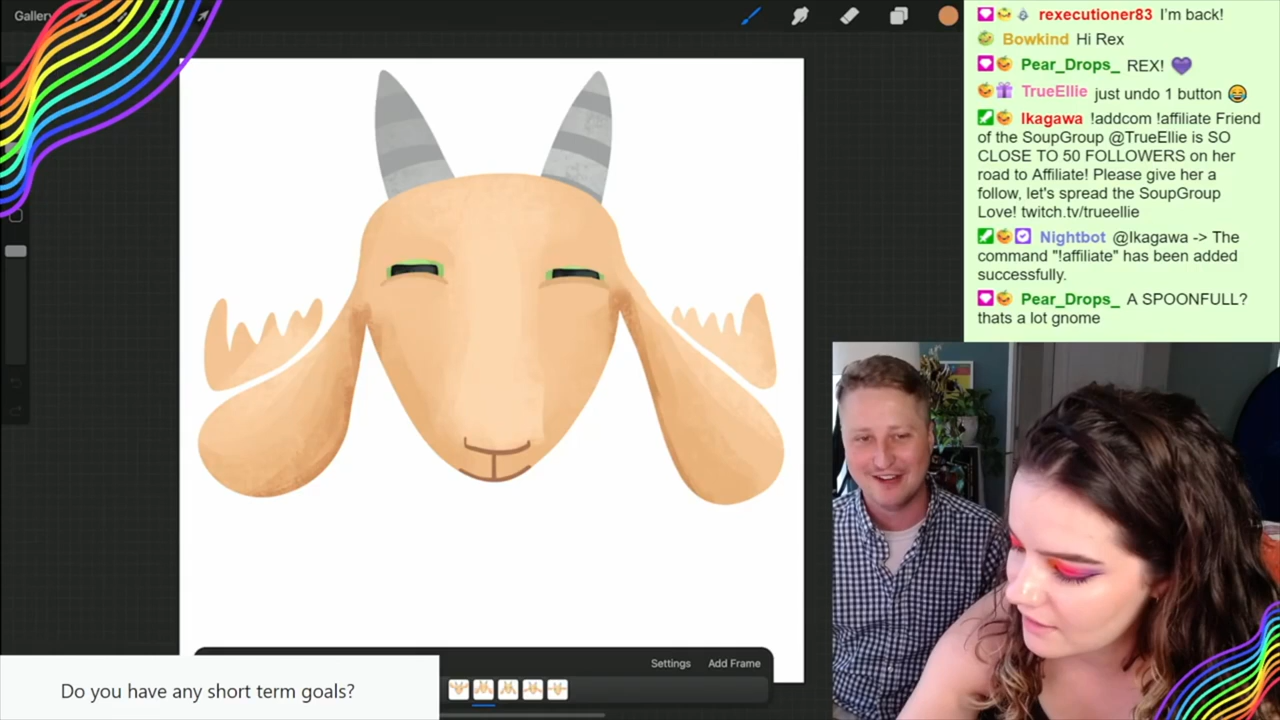 Gallery
rexecutioner83 I'm back!
Bowkind Hi Rex
Pear_Drops_ REX!
TrueEllie just undo 1 button
Ikagawa !addcom !affiliate Friend
of the SoupGroup @TrueEllie is SO
CLOSE TO 50 FOLLOWERS on her
road to Affiliate! Please give her a
follow, let's spread the SoupGroup
Love! twitch.tv/trueellie
Nightbot @Ikagawa -> The
command "!affiliate" has been added
successfully.
Pear_Drops_ A SPOONFULL?
thats a lot gnome
Settings Add Frame
Do you have any short term goals?